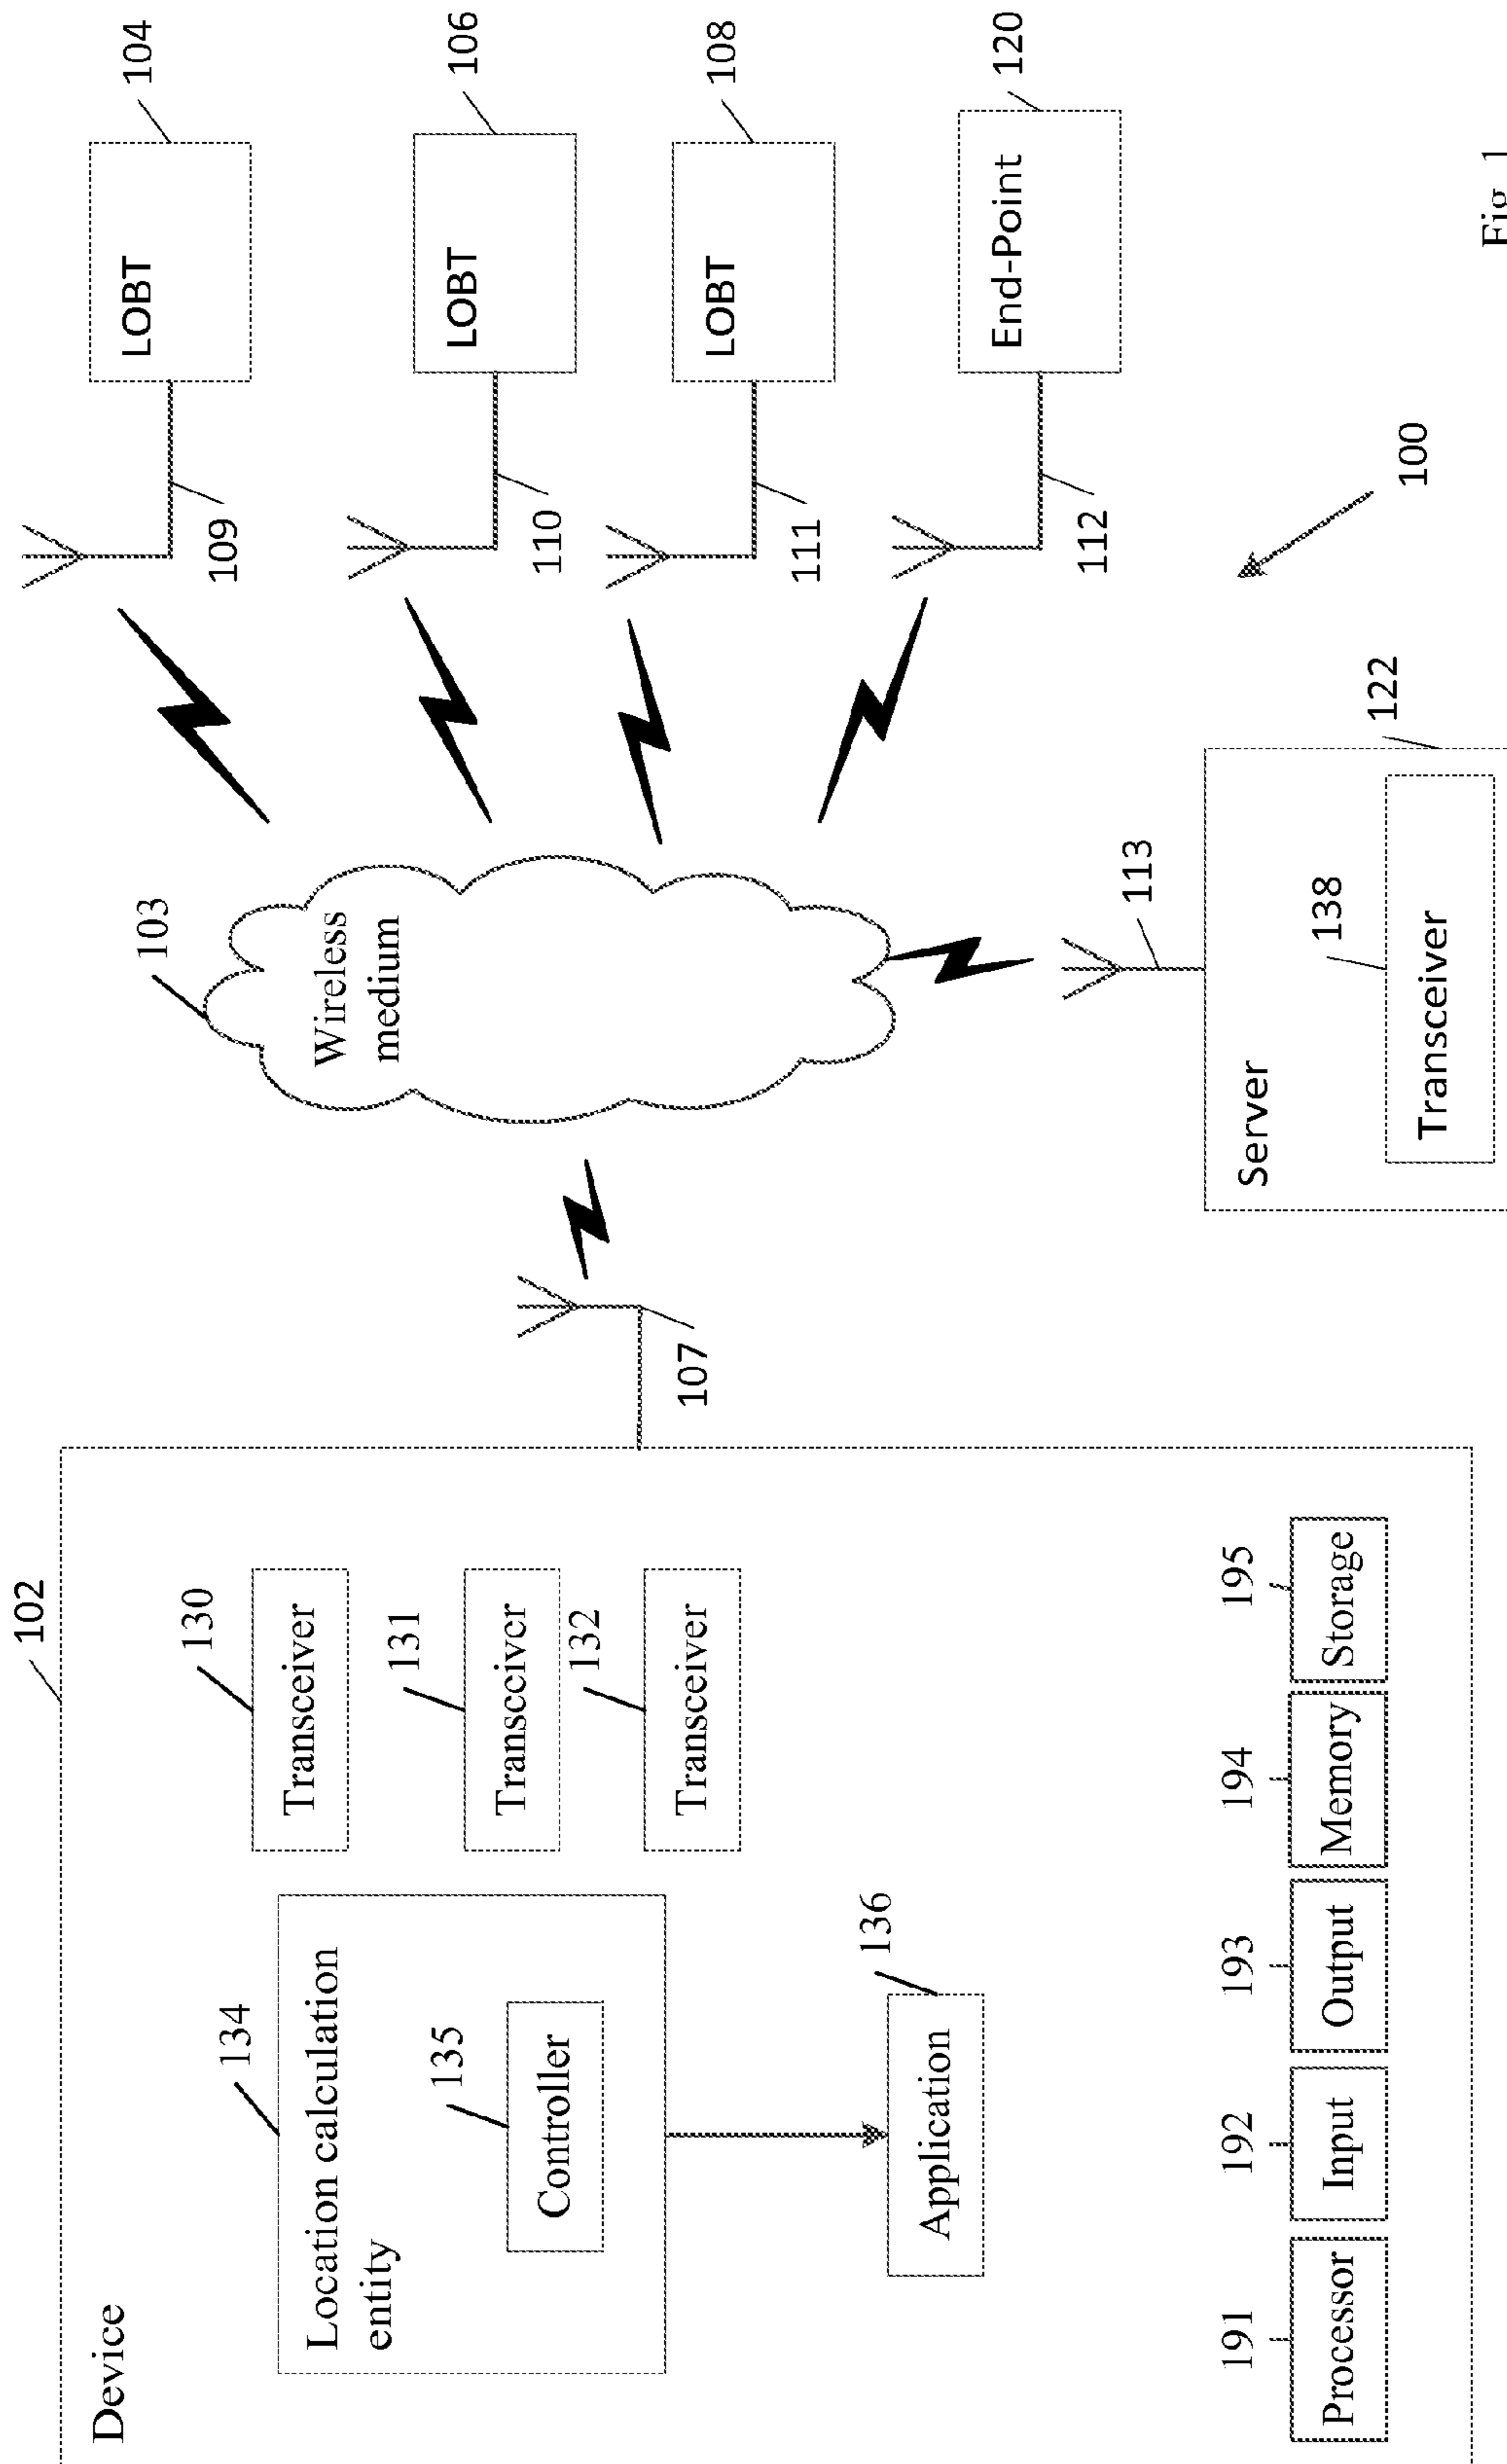 102
Device
134
Location calculation
entity
135
Controller
136
Application
130
Transceiver
131
Transceiver
132
Transceiver
191
Processor
192
Input
193
Output
194
Memory
195
Storage
107
103
Wireless
medium
109
LOBT
104
110
LOBT
106
111
LOBT
108
112
End-Point
120
113
Server
122
138
Transceiver
100
Fig. 1